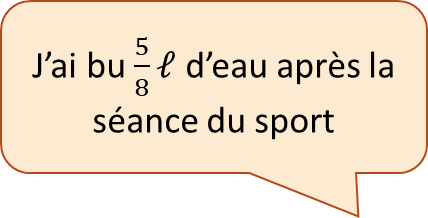 J'ai bu 5/8 ℓ d'eau après la
séance du sport